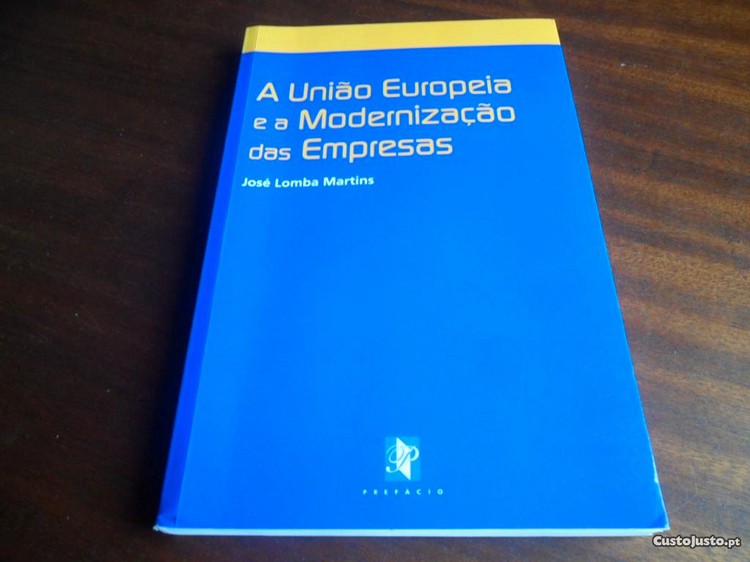 A União Europeia
e a Modernização
das Empresas
José Lomba Martins
P
PREFÁCIO
CustoJusto.pt